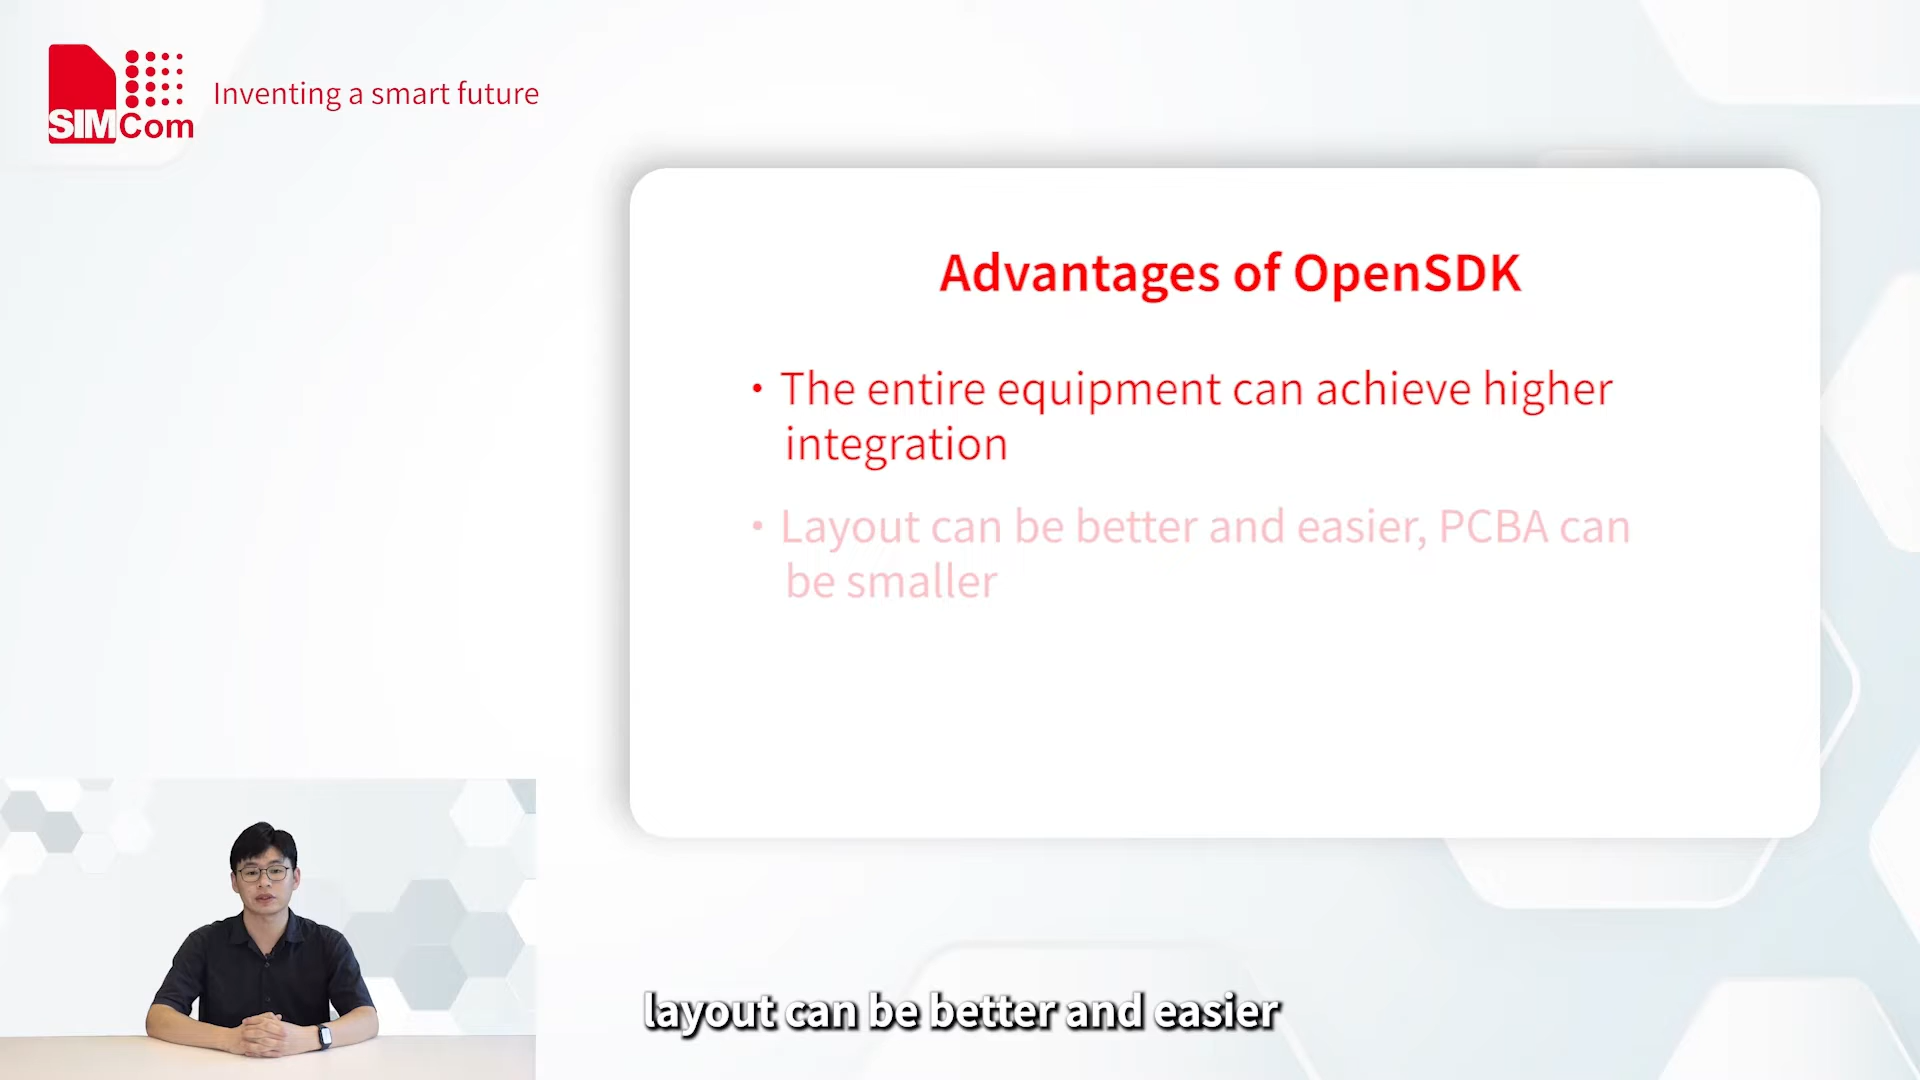 SIMCom
Inventing a smart future
Advantages of OpenSDK
• The entire equipment can achieve higher
integration
• Layout can be better and easier, PCBA can
be smaller
layout can be better and easier